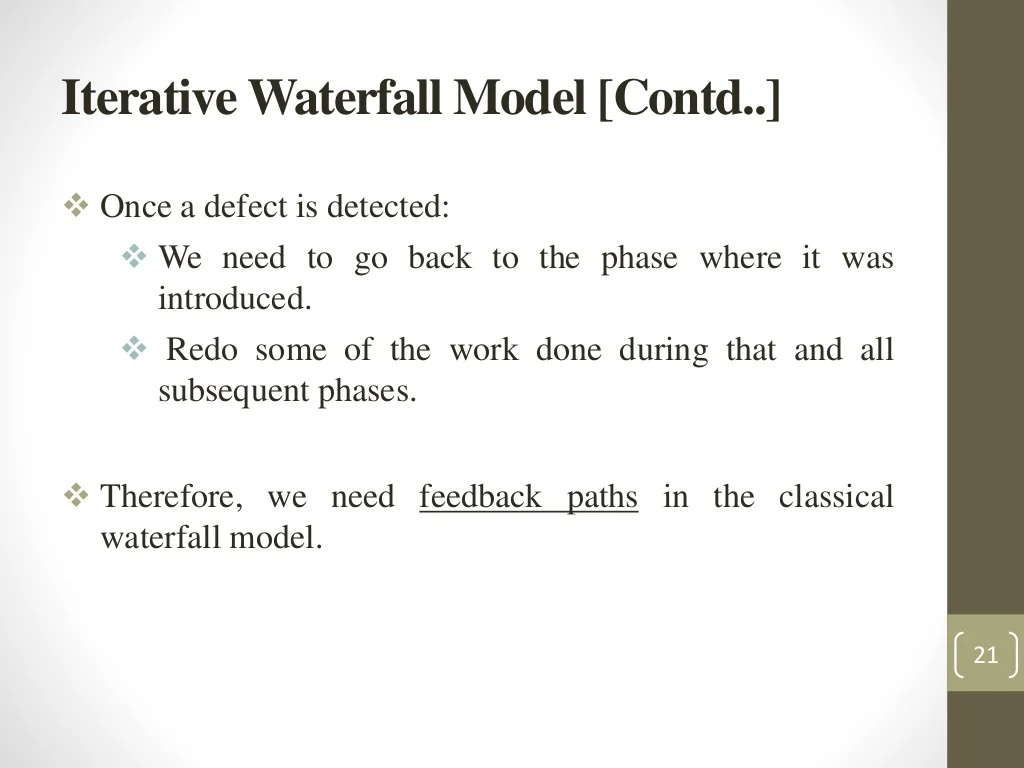 Iterative Waterfall Model [Contd..]
❖ Once a defect is detected:
❖ We need to go back to the phase where it was
introduced.
❖ Redo some of the work done during that and all
subsequent phases.
❖ Therefore, we need feedback paths in the classical
waterfall model.
21